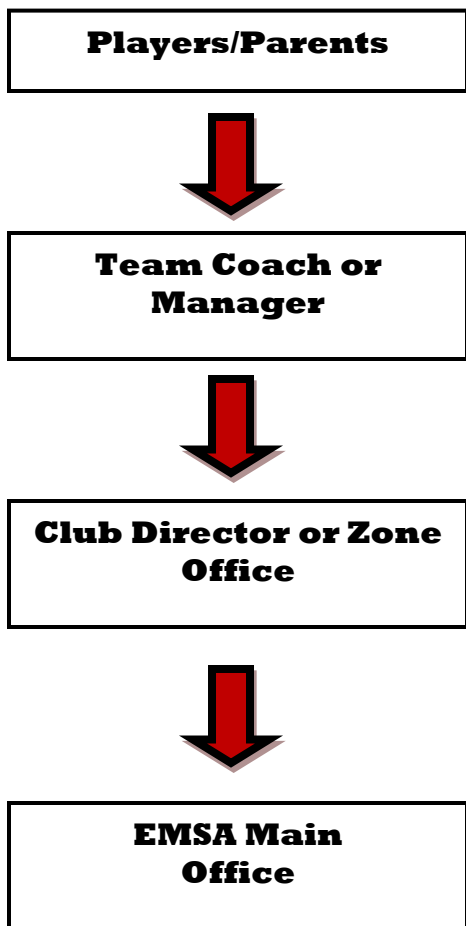 Players/Parents
Team Coach or
Manager
Club Director or Zone
Office
EMSA Main
Office